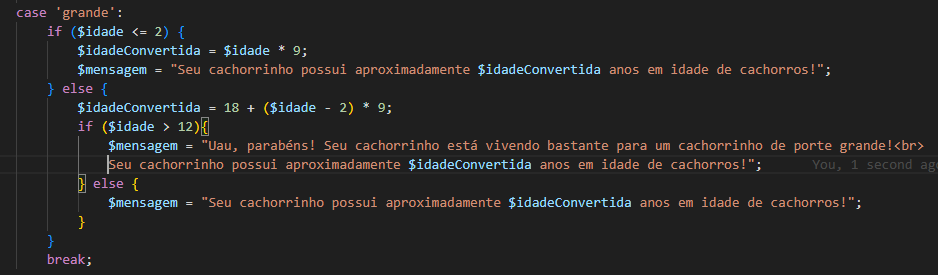 case 'grande':
if ($idade <= 2) {
$idadeConvertida = $idade * 9;
$mensagem = "Seu cachorrinho possui aproximadamente $idadeConvertida anos em idade de cachorros!";
} else {
$idadeConvertida = 18 + ($idade - 2) * 9;
if ($idade > 12){
$mensagem = "Uau, parabéns! Seu cachorrinho está vivendo bastante para um cachorrinho de porte grande!<br>
Seu cachorrinho possui aproximadamente $idadeConvertida anos em idade de cachorros!"; You, 1 second ago
} else {
$mensagem = "Seu cachorrinho possui aproximadamente $idadeConvertida anos em idade de cachorros!";
}
}
break;